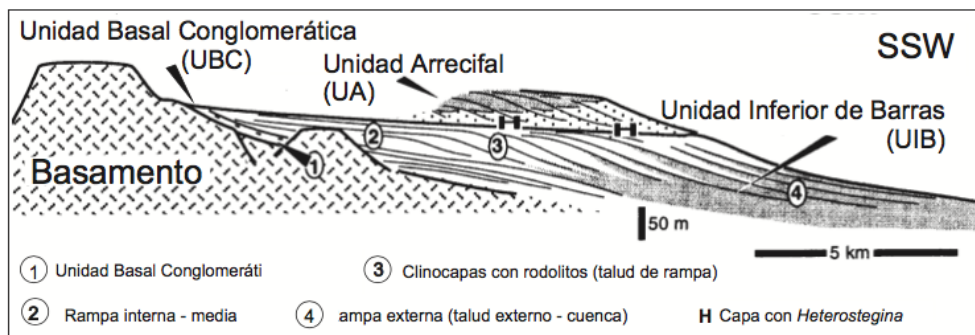 Unidad Basal Conglomerática
(UBC)
Unidad Arrecifal
(UA)
SSW
Unidad Inferior de Barras
(UIB)
H
H
2
3
1
4
Basamento
50 m
5 km
1 Unidad Basal Conglomeráti
3 Clinocapas con rodolitos (talud de rampa)
2 Rampa interna - media
4 ampa externa (talud externo - cuenca)
H Capa con Heterostegina